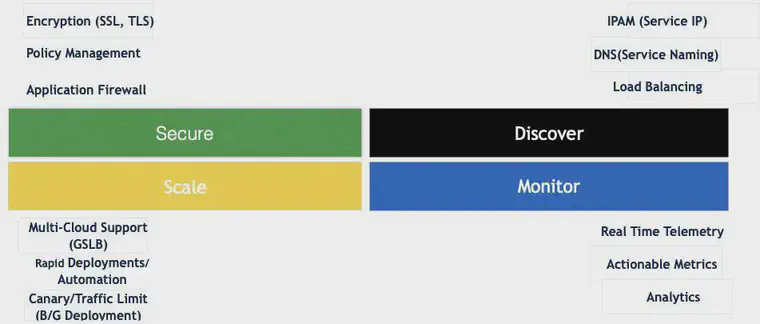 Encryption (SSL, TLS)
IPAM (Service IP)
Policy Management
DNS(Service Naming)
Application Firewall
Load Balancing
Secure
Discover
Scale
Monitor
Multi-Cloud Support
(GSLB)
Real Time Telemetry
Rapid Deployments/
Automation
Actionable Metrics
Canary/Traffic Limit
(B/G Deployment)
Analytics